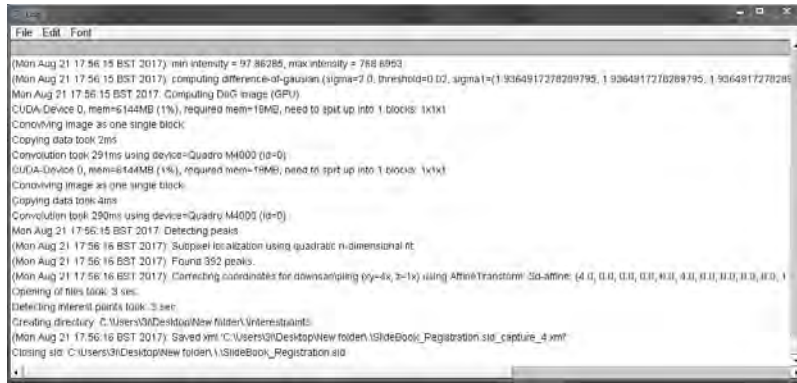 Log
File Edit Font
(Mon Aug 21 17:56:15 BST 2017): min intensity = 97.86285, max intensity = 768.6953
(Mon Aug 21 17:56:15 BST 2017): computing difference-of-gausian (sigma=2.0, threshold=0.02, sigma1=(1.9364917278289795, 1.9364917278289795, 1.9364917278289
Mon Aug 21 17:56:15 BST 2017: Computing DoG image (GPU).
CUDA-Device 0, mem=6144MB (1%), required mem=18MB, need to split up into 1 blocks: 1x1x1
Conovlving image as one single block
Copying data took 2ms
Convolution took 291ms using device=Quadro M4000 (id=0)
CUDA-Device 0, mem=6144MB (1%), required mem=18MB, need to split up into 1 blocks: 1x1x1
Conovlving image as one single block
Copying data took 4ms
Convolution took 290ms using device=Quadro M4000 (id=0)
Mon Aug 21 17:56:15 BST 2017: Detecting peaks.
(Mon Aug 21 17:56:16 BST 2017): Subpixel localization using quadratic n-dimensional fit
(Mon Aug 21 17:56:16 BST 2017): Found 392 peaks.
(Mon Aug 21 17:56:16 BST 2017): Correcting coordinates for downsampling (xy=4x, z=1x) using AffineTransform: 3d-affine: (4.0, 0.0, 0.0, 0.0, 0.0, 4.0, 0.0, 0.0, 0.0, 0.0, 1
Opening of files took: 3 sec.
Detecting interest points took: 3 sec.
Creating directory: C:\Users\3i\Desktop\New folder\.\interestpoints
(Mon Aug 21 17:56:16 BST 2017): Saved xml 'C:\Users\3i\Desktop\New folder\.\SlideBook_Registration.sld_capture_4.xml'
Closing sld: C:\Users\3i\Desktop\New folder\.\.\SlideBook_Registration.sld